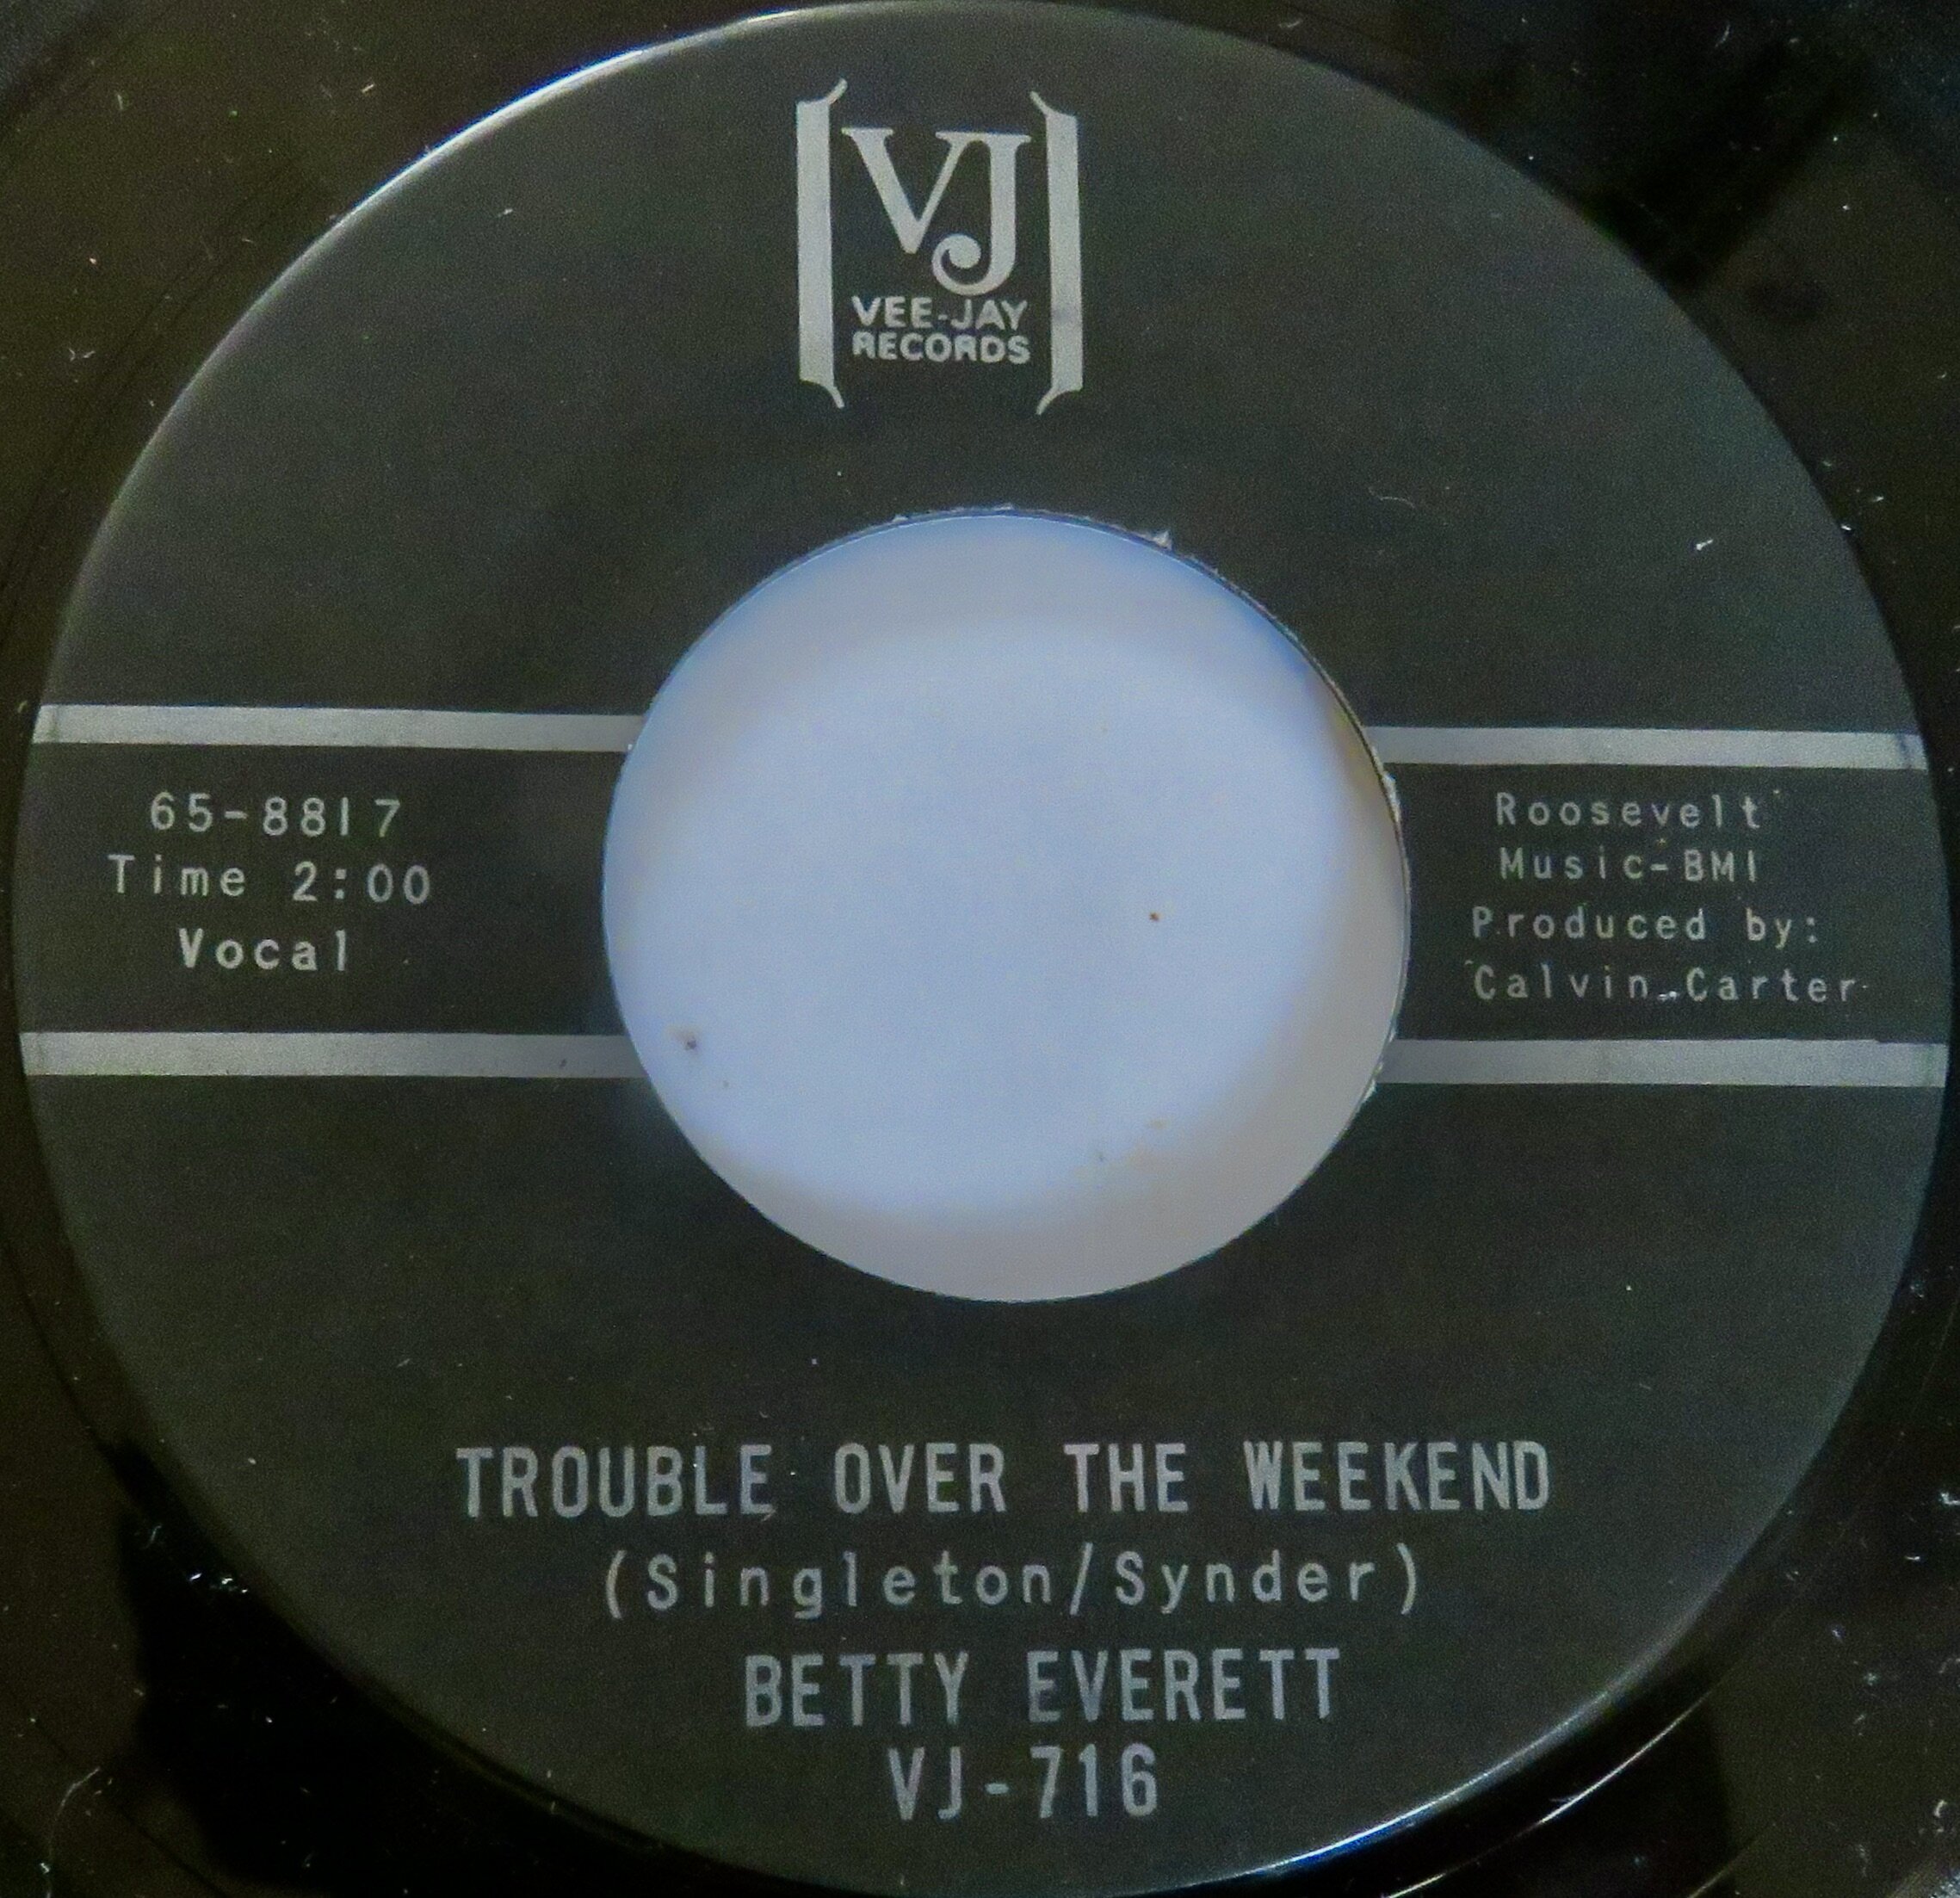 VJ
VEE-JAY
RECORDS
65-8817
Time 2:00
Vocal
Roosevelt
Music-BMI
Produced by:
Calvin Carter
TROUBLE OVER THE WEEKEND
(Singleton/Synder)
BETTY EVERETT
VJ-716